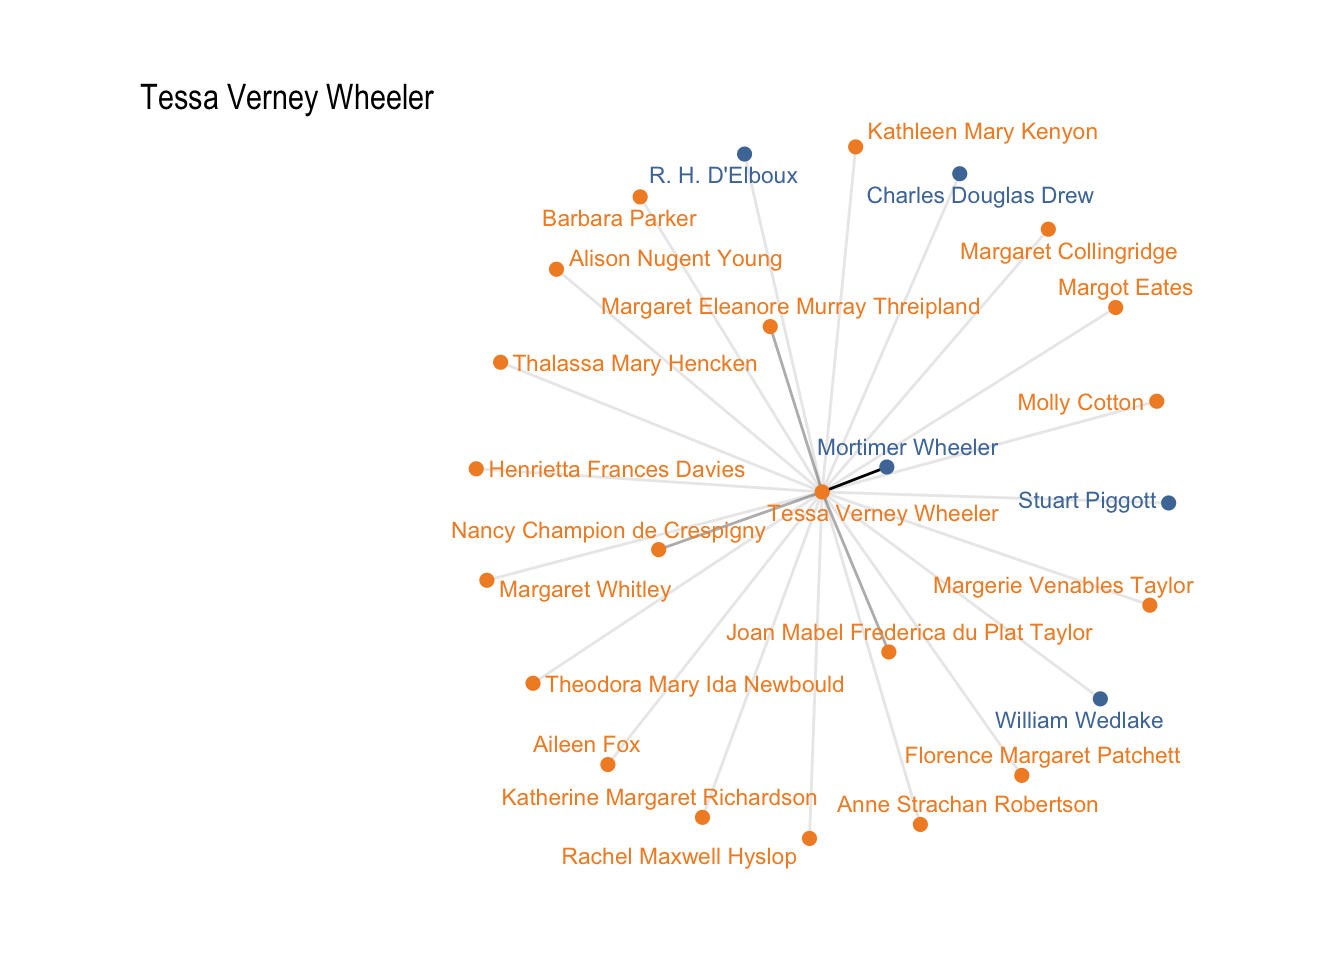 Tessa Verney Wheeler
Kathleen Mary Kenyon
R. H. D'Elboux
Charles Douglas Drew
Barbara Parker
Margaret Collingridge
Alison Nugent Young
Margot Eates
Margaret Eleanore Murray Threipland
Thalassa Mary Hencken
Molly Cotton
Mortimer Wheeler
Henrietta Frances Davies
Stuart Piggott
Tessa Verney Wheeler
Nancy Champion de Crespigny
Margaret Whitley
Margerie Venables Taylor
Joan Mabel Frederica du Plat Taylor
Theodora Mary Ida Newbould
William Wedlake
Aileen Fox
Florence Margaret Patchett
Katherine Margaret Richardson
Anne Strachan Robertson
Rachel Maxwell Hyslop